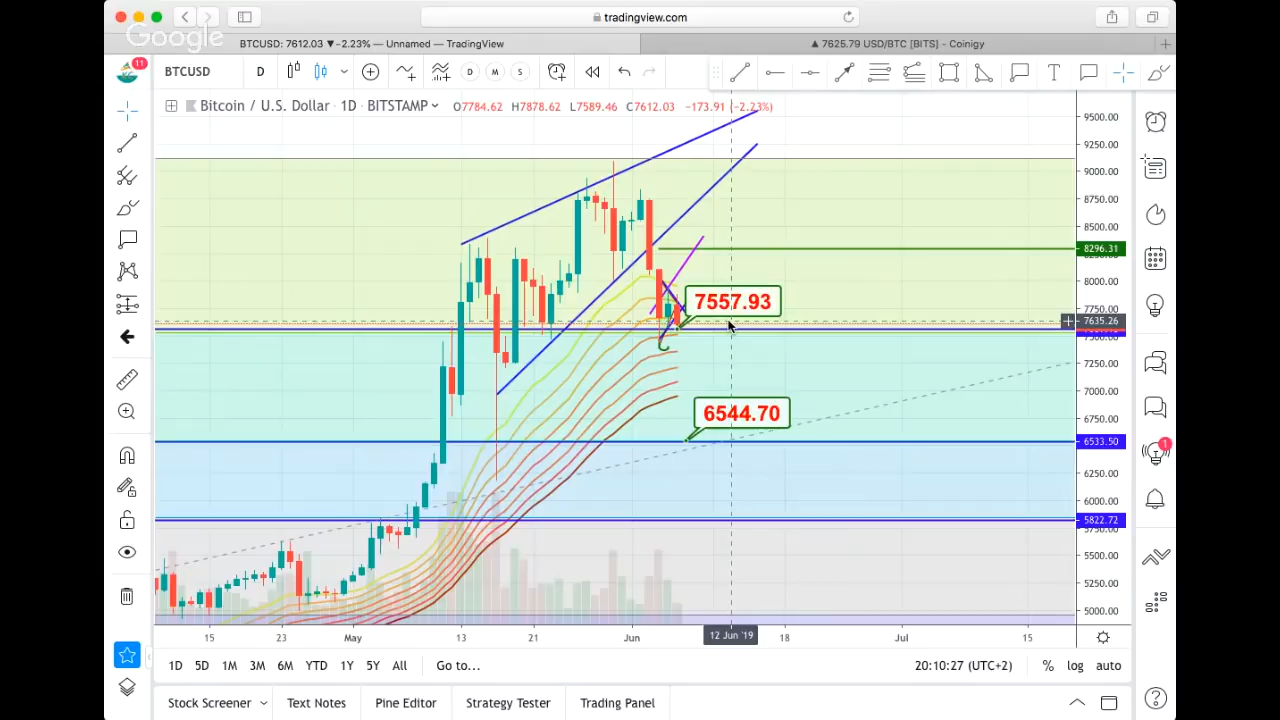 tradingview.com
Google
BTCUSD: 7612.03 ▼−2.23% — Unnamed — TradingView
▲ 7625.79 USD/BTC [BITS] - Coinigy
11
BTCUSD
D
D
M
S
T
Bitcoin / U.S. Dollar • 1D • BITSTAMP
O7784.62 H7878.62 L7589.46 C7612.03 −173.91 (−2.23%)
9500.00
9250.00
9000.00
8750.00
8500.00
8296.31
8000.00
7557.93
7750.00
7635.26
7250.00
7000.00
6544.70
6750.00
6533.50
1
6250.00
6000.00
5822.72
5500.00
5250.00
5000.00
15
23
May
13
21
Jun
12 Jun '19
18
Jul
15
1D 5D 1M 3M 6M YTD 1Y 5Y All
Go to...
20:10:27 (UTC+2)
% log auto
Stock Screener
Text Notes
Pine Editor
Strategy Tester
Trading Panel